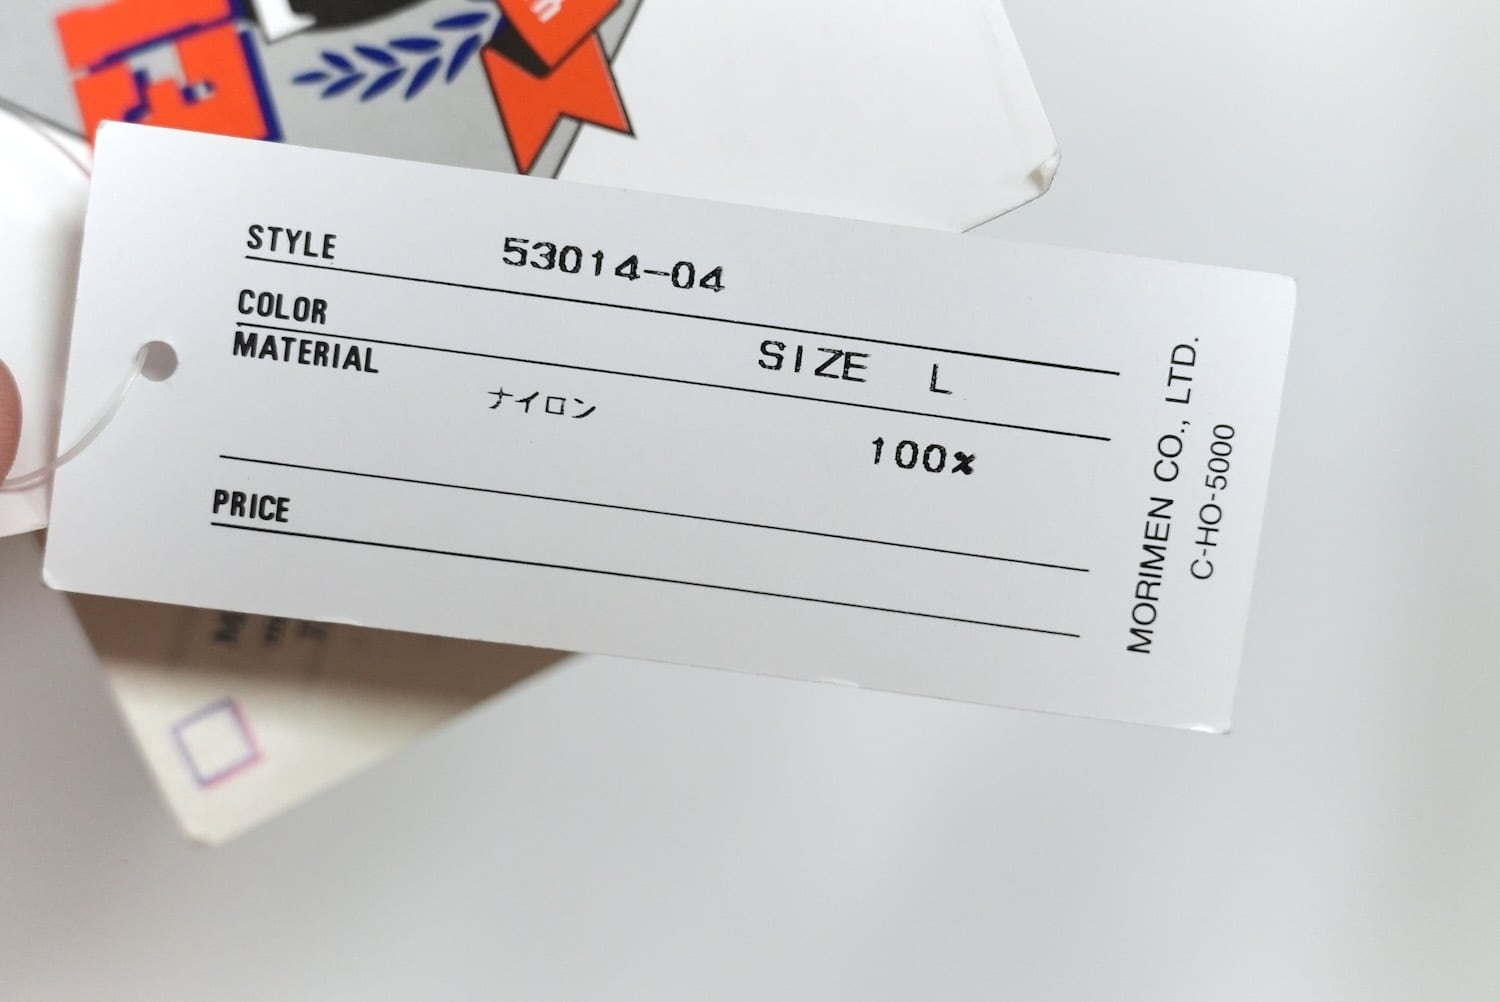 STYLE 53014-04
COLOR SIZE L
MATERIAL
ナイロン 100%
PRICE
MORIMEN CO., LTD.
C-HO-5000